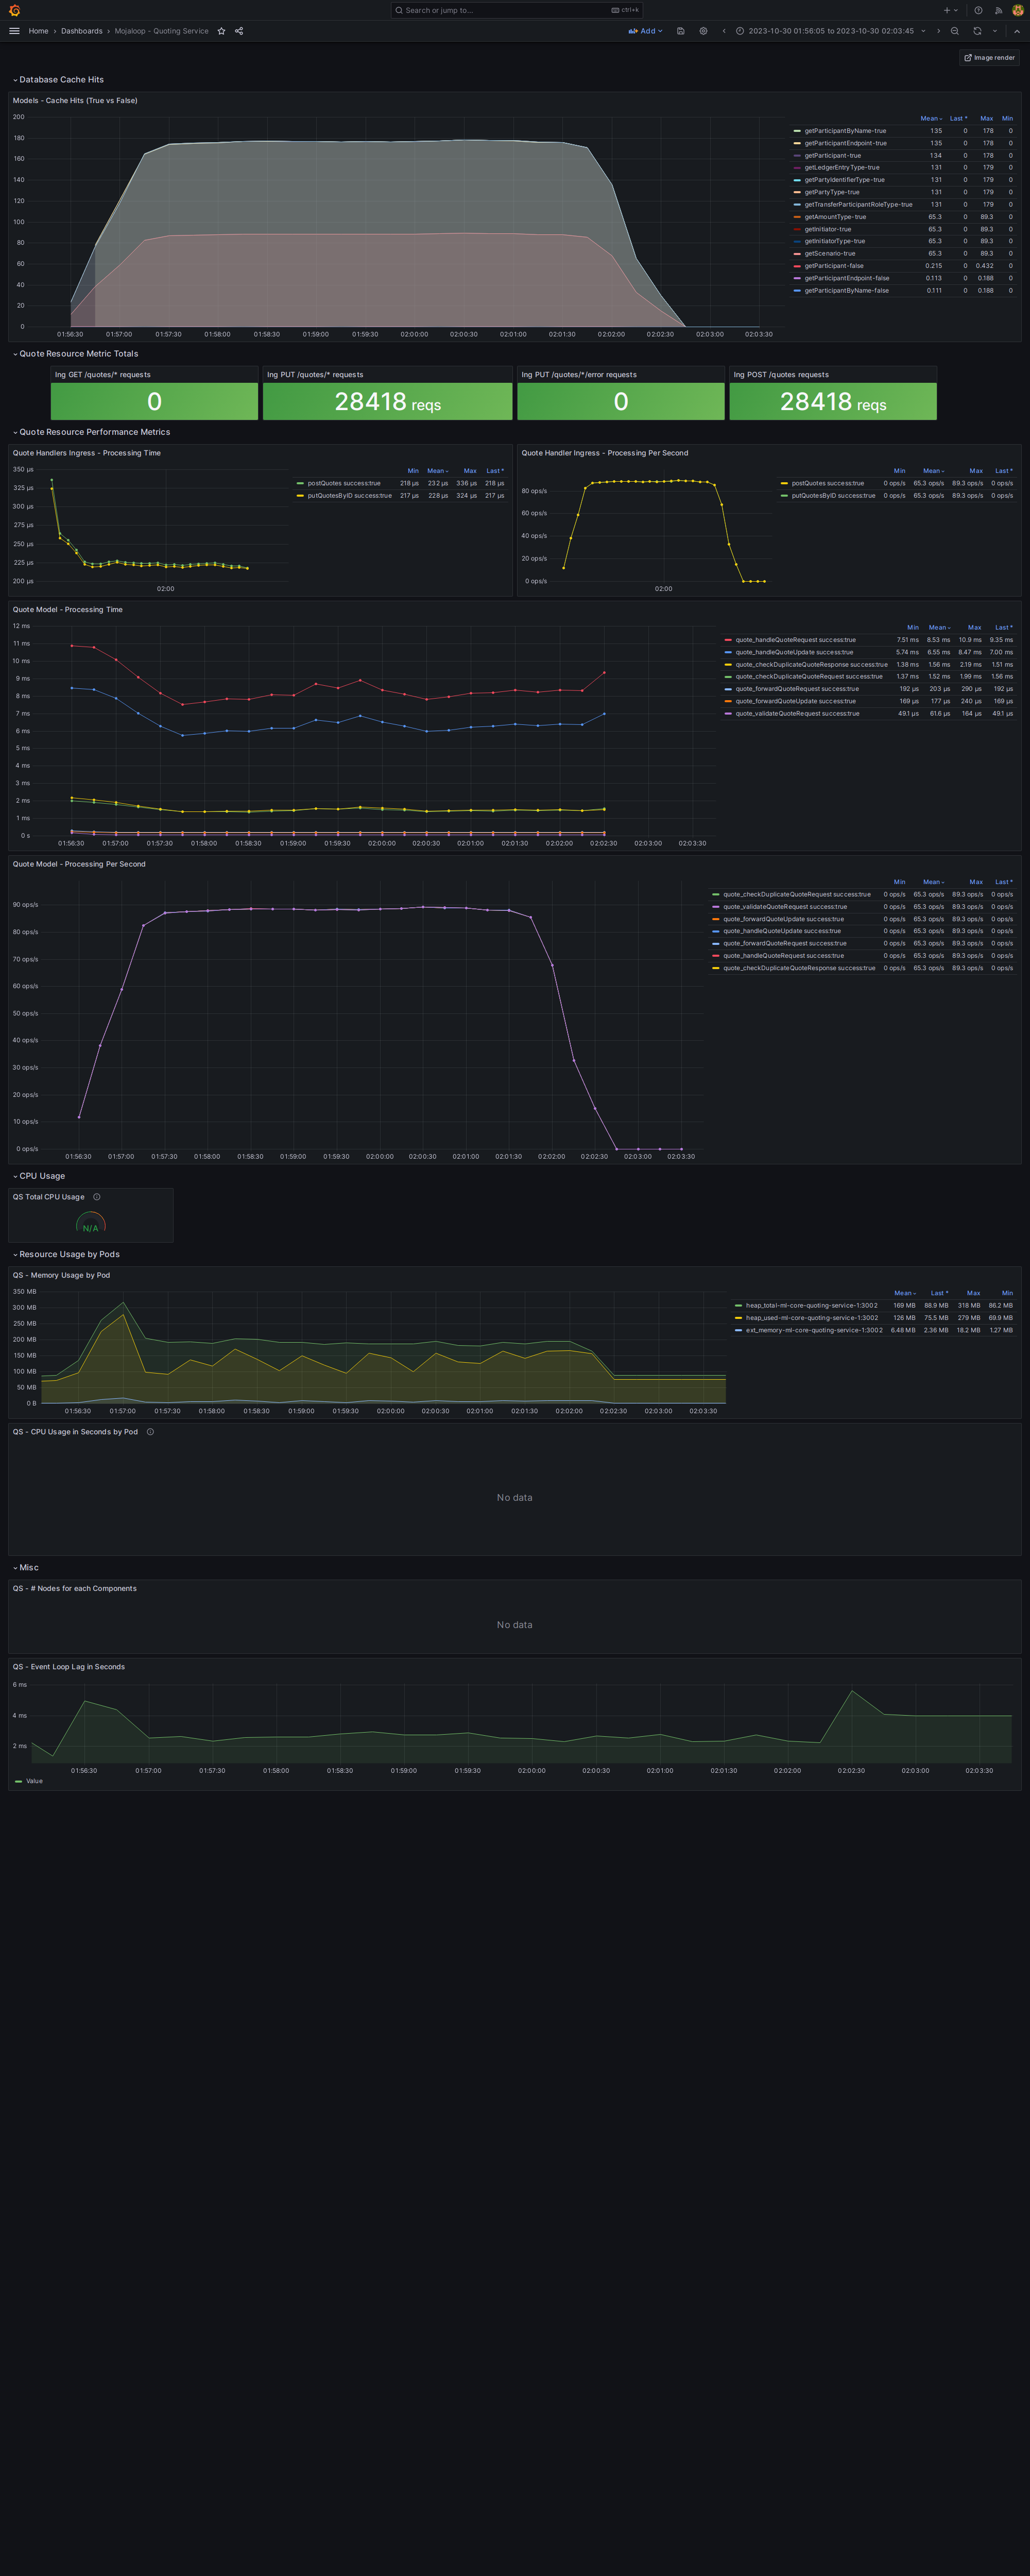 Search or jump to... ctrl+k
Home › Dashboards › Mojaloop - Quoting Service Add 2023-10-30 01:56:05 to 2023-10-30 02:03:45
Image render
Database Cache Hits
Models - Cache Hits (True vs False)
200
180
160
140
120
100
80
60
40
20
0
01:56:30 01:57:00 01:57:30 01:58:00 01:58:30 01:59:00 01:59:30 02:00:00 02:00:30 02:01:00 02:01:30 02:02:00 02:02:30 02:03:00 02:03:30
Mean Last * Max Min
getParticipantByName-true 135 0 178 0
getParticipantEndpoint-true 135 0 178 0
getParticipant-true 134 0 178 0
getLedgerEntryType-true 131 0 179 0
getPartyIdentifierType-true 131 0 179 0
getPartyType-true 131 0 179 0
getTransferParticipantRoleType-true 131 0 179 0
getAmountType-true 65.3 0 89.3 0
getInitiator-true 65.3 0 89.3 0
getInitiatorType-true 65.3 0 89.3 0
getScenario-true 65.3 0 89.3 0
getParticipant-false 0.215 0 0.432 0
getParticipantEndpoint-false 0.113 0 0.188 0
getParticipantByName-false 0.111 0 0.188 0
Quote Resource Metric Totals
Ing GET /quotes/* requests
0
Ing PUT /quotes/* requests
28418 reqs
Ing PUT /quotes/*/error requests
0
Ing POST /quotes requests
28418 reqs
Quote Resource Performance Metrics
Quote Handlers Ingress - Processing Time
350 µs
325 µs
300 µs
275 µs
250 µs
225 µs
200 µs
02:00
Min Mean Max Last *
postQuotes success:true 218 µs 232 µs 336 µs 218 µs
putQuotesByID success:true 217 µs 228 µs 324 µs 217 µs
Quote Handler Ingress - Processing Per Second
80 ops/s
60 ops/s
40 ops/s
20 ops/s
0 ops/s
02:00
Min Mean Max Last *
postQuotes success:true 0 ops/s 65.3 ops/s 89.3 ops/s 0 ops/s
putQuotesByID success:true 0 ops/s 65.3 ops/s 89.3 ops/s 0 ops/s
Quote Model - Processing Time
12 ms
11 ms
10 ms
9 ms
8 ms
7 ms
6 ms
5 ms
4 ms
3 ms
2 ms
1 ms
0 s
01:56:30 01:57:00 01:57:30 01:58:00 01:58:30 01:59:00 01:59:30 02:00:00 02:00:30 02:01:00 02:01:30 02:02:00 02:02:30 02:03:00 02:03:30
Min Mean Max Last *
quote_handleQuoteRequest success:true 7.51 ms 8.53 ms 10.9 ms 9.35 ms
quote_handleQuoteUpdate success:true 5.74 ms 6.55 ms 8.47 ms 7.00 ms
quote_checkDuplicateQuoteResponse success:true 1.38 ms 1.56 ms 2.19 ms 1.51 ms
quote_checkDuplicateQuoteRequest success:true 1.37 ms 1.52 ms 1.99 ms 1.56 ms
quote_forwardQuoteRequest success:true 192 µs 203 µs 290 µs 192 µs
quote_forwardQuoteUpdate success:true 169 µs 177 µs 240 µs 169 µs
quote_validateQuoteRequest success:true 49.1 µs 61.6 µs 164 µs 49.1 µs
Quote Model - Processing Per Second
90 ops/s
80 ops/s
70 ops/s
60 ops/s
50 ops/s
40 ops/s
30 ops/s
20 ops/s
10 ops/s
0 ops/s
01:56:30 01:57:00 01:57:30 01:58:00 01:58:30 01:59:00 01:59:30 02:00:00 02:00:30 02:01:00 02:01:30 02:02:00 02:02:30 02:03:00 02:03:30
Min Mean Max Last *
quote_checkDuplicateQuoteRequest success:true 0 ops/s 65.3 ops/s 89.3 ops/s 0 ops/s
quote_validateQuoteRequest success:true 0 ops/s 65.3 ops/s 89.3 ops/s 0 ops/s
quote_forwardQuoteUpdate success:true 0 ops/s 65.3 ops/s 89.3 ops/s 0 ops/s
quote_handleQuoteUpdate success:true 0 ops/s 65.3 ops/s 89.3 ops/s 0 ops/s
quote_forwardQuoteRequest success:true 0 ops/s 65.3 ops/s 89.3 ops/s 0 ops/s
quote_handleQuoteRequest success:true 0 ops/s 65.3 ops/s 89.3 ops/s 0 ops/s
quote_checkDuplicateQuoteResponse success:true 0 ops/s 65.3 ops/s 89.3 ops/s 0 ops/s
CPU Usage
QS Total CPU Usage
N/A
Resource Usage by Pods
QS - Memory Usage by Pod
350 MB
300 MB
250 MB
200 MB
150 MB
100 MB
50 MB
0 B
01:56:30 01:57:00 01:57:30 01:58:00 01:58:30 01:59:00 01:59:30 02:00:00 02:00:30 02:01:00 02:01:30 02:02:00 02:02:30 02:03:00 02:03:30
Mean Last * Max Min
heap_total-ml-core-quoting-service-1:3002 169 MB 88.9 MB 318 MB 86.2 MB
heap_used-ml-core-quoting-service-1:3002 126 MB 75.5 MB 279 MB 69.9 MB
ext_memory-ml-core-quoting-service-1:3002 6.48 MB 2.36 MB 18.2 MB 1.27 MB
QS - CPU Usage in Seconds by Pod
No data
Misc
QS - # Nodes for each Components
No data
QS - Event Loop Lag in Seconds
6 ms
4 ms
2 ms
01:56:30 01:57:00 01:57:30 01:58:00 01:58:30 01:59:00 01:59:30 02:00:00 02:00:30 02:01:00 02:01:30 02:02:00 02:02:30 02:03:00 02:03:30
Value